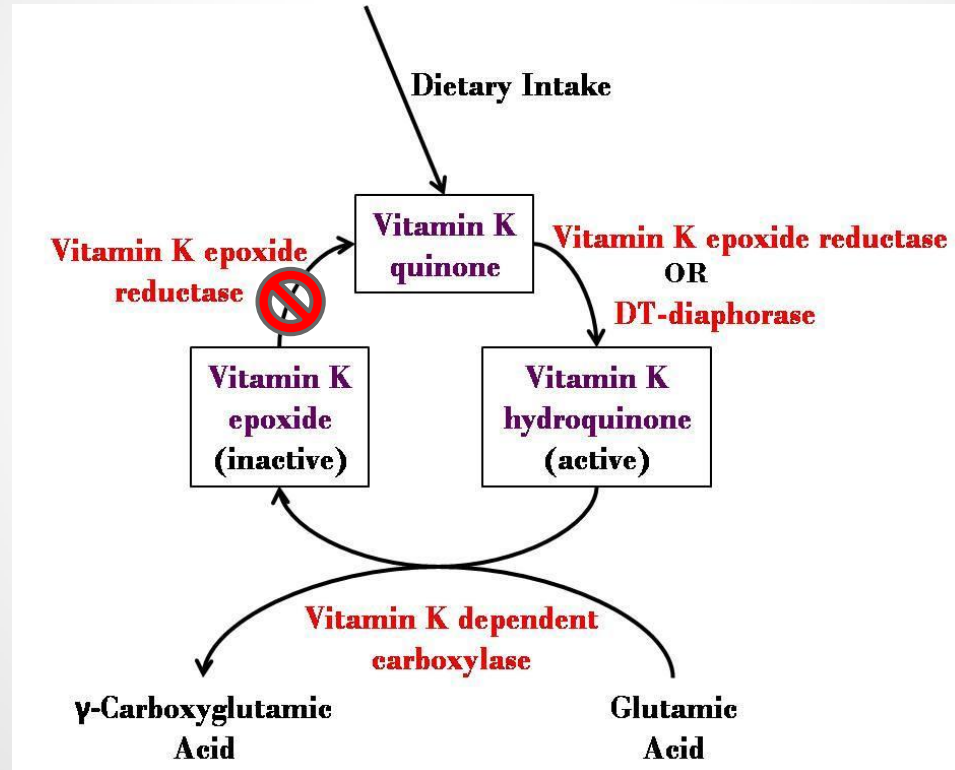 Dietary Intake
Vitamin K
quinone
Vitamin K epoxide
reductase
Vitamin K epoxide reductase
OR
DT-diaphorase
Vitamin K
epoxide
(inactive)
Vitamin K
hydroquinone
(active)
Vitamin K dependent
carboxylase
γ-Carboxyglutamic
Acid
Glutamic
Acid